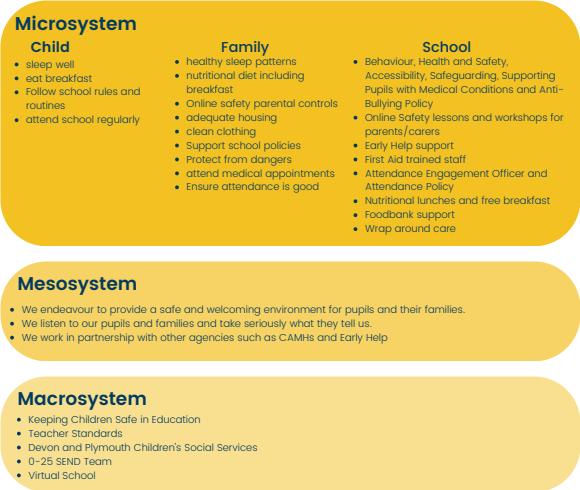 Microsystem
Child
sleep well
eat breakfast
Follow school rules and
routines
attend school regularly
Family
healthy sleep patterns
nutritional diet including
breakfast
Online safety parental controls
adequate housing
clean clothing
Support school policies
Protect from dangers
attend medical appointments
Ensure attendance is good
School
Behaviour, Health and Safety,
Accessibility, Safeguarding, Supporting
Pupils with Medical Conditions and Anti-
Bullying Policy
Online Safety lessons and workshops for
parents/carers
Early Help support
First Aid trained staff
Attendance Engagement Officer and
Attendance Policy
Nutritional lunches and free breakfast
Foodbank support
Wrap around care
Mesosystem
We endeavour to provide a safe and welcoming environment for pupils and their families.
We listen to our pupils and families and take seriously what they tell us.
We work in partnership with other agencies such as CAMHs and Early Help
Macrosystem
Keeping Children Safe in Education
Teacher Standards
Devon and Plymouth Children's Social Services
0-25 SEND Team
Virtual School